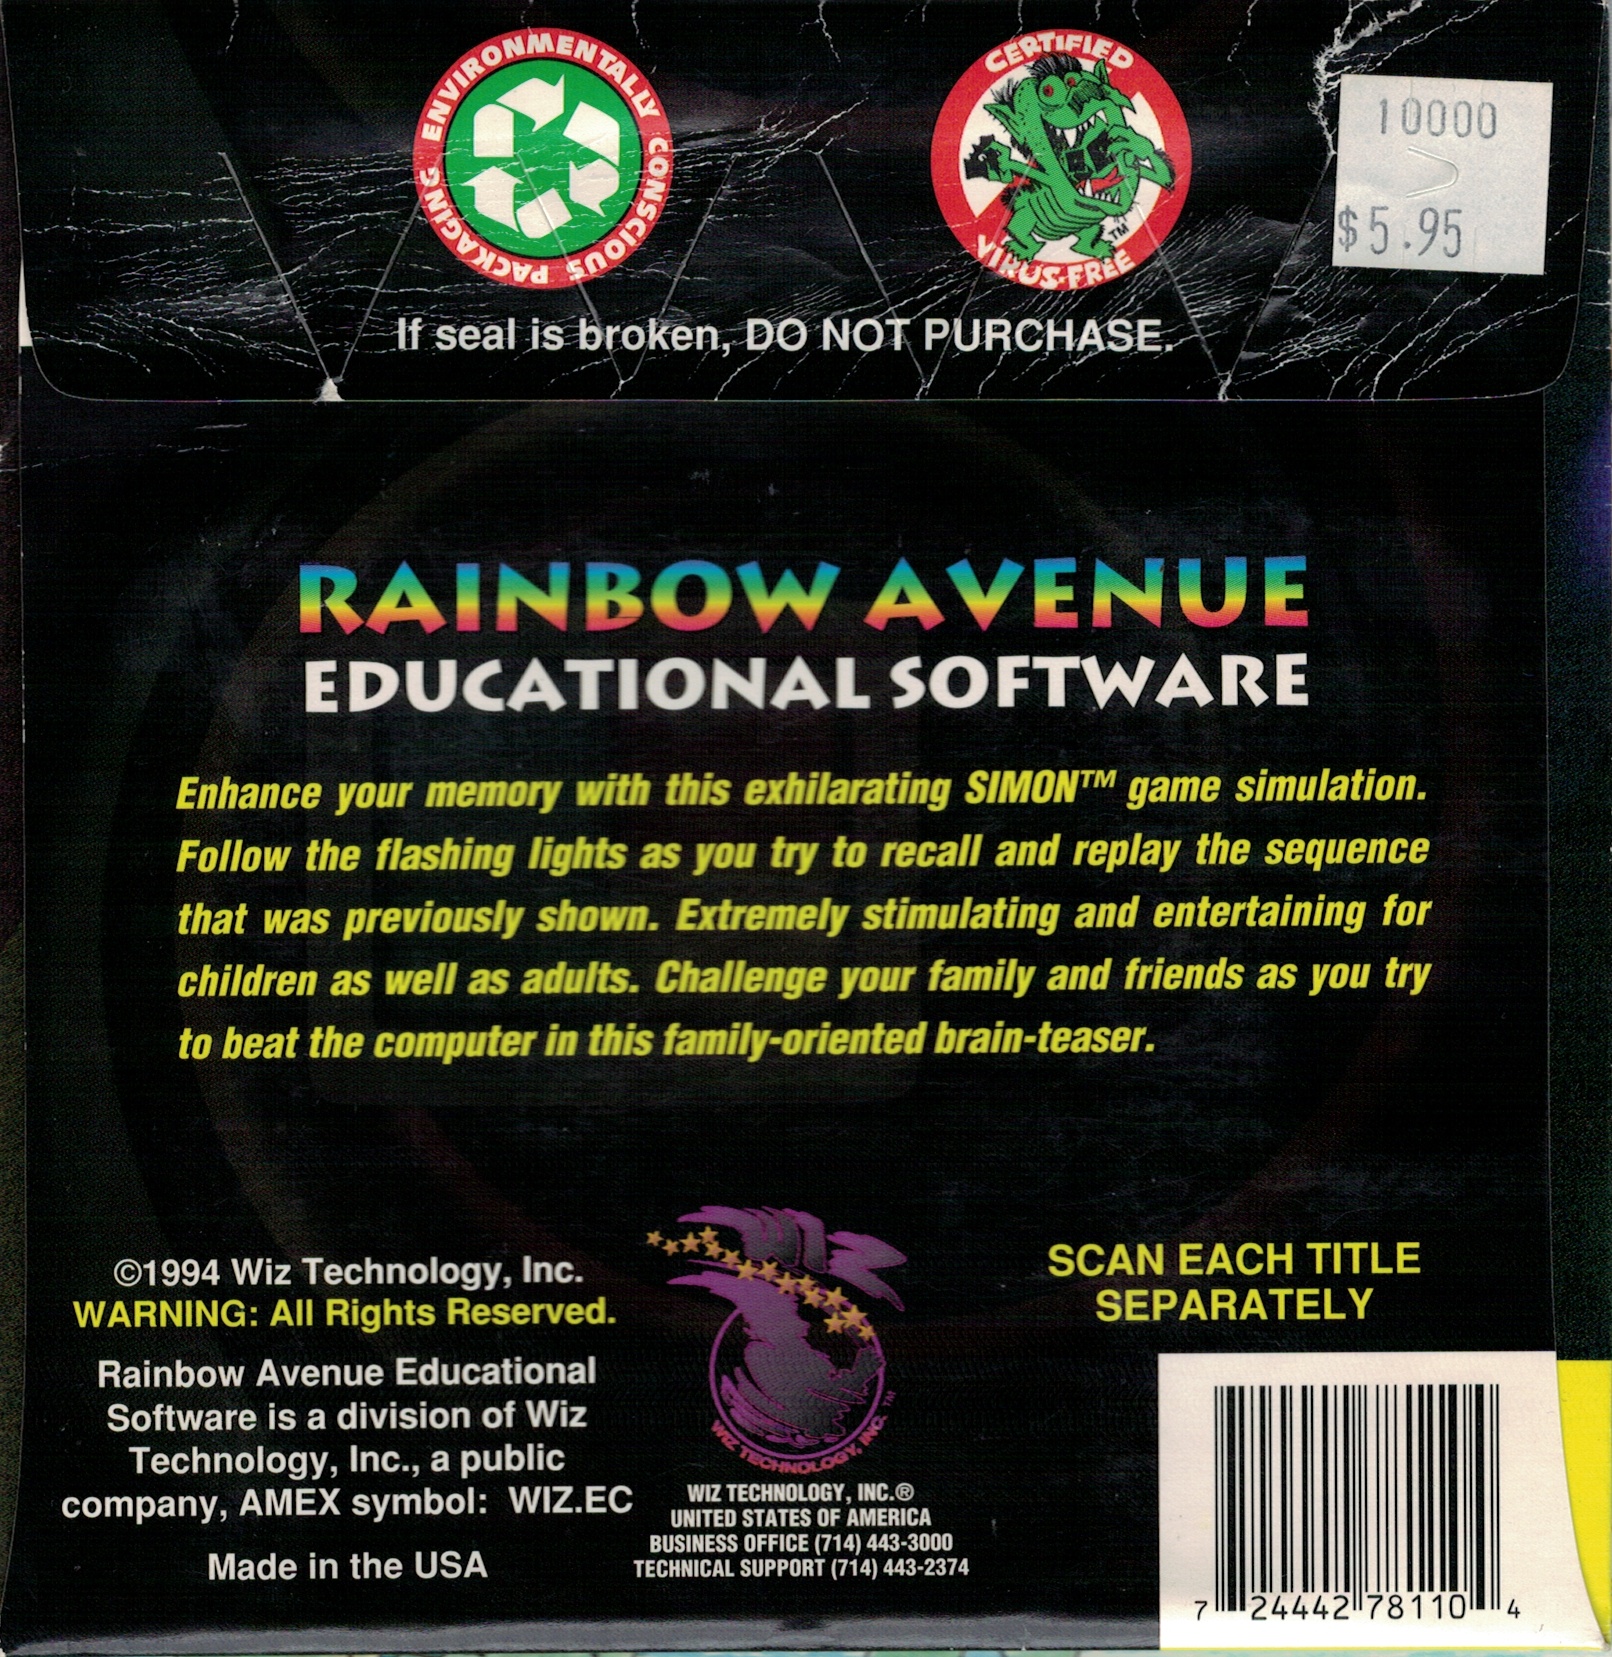 ENVIRONMENTALLY CONSCIOUS PACKAGING
CERTIFIED
VIRUS-FREE
TM
10000
$5.95
If seal is broken, DO NOT PURCHASE.
RAINBOW AVENUE
EDUCATIONAL SOFTWARE
Enhance your memory with this exhilarating SIMON™ game simulation.
Follow the flashing lights as you try to recall and replay the sequence
that was previously shown. Extremely stimulating and entertaining for
children as well as adults. Challenge your family and friends as you try
to beat the computer in this family-oriented brain-teaser.
©1994 Wiz Technology, Inc.
WARNING: All Rights Reserved.
Rainbow Avenue Educational
Software is a division of Wiz
Technology, Inc., a public
company, AMEX symbol: WIZ.EC
Made in the USA
WIZ
WIZ TECHNOLOGY, INC.™
WIZ TECHNOLOGY, INC.®
UNITED STATES OF AMERICA
BUSINESS OFFICE (714) 443-3000
TECHNICAL SUPPORT (714) 443-2374
SCAN EACH TITLE
SEPARATELY
7 24442 78110 4